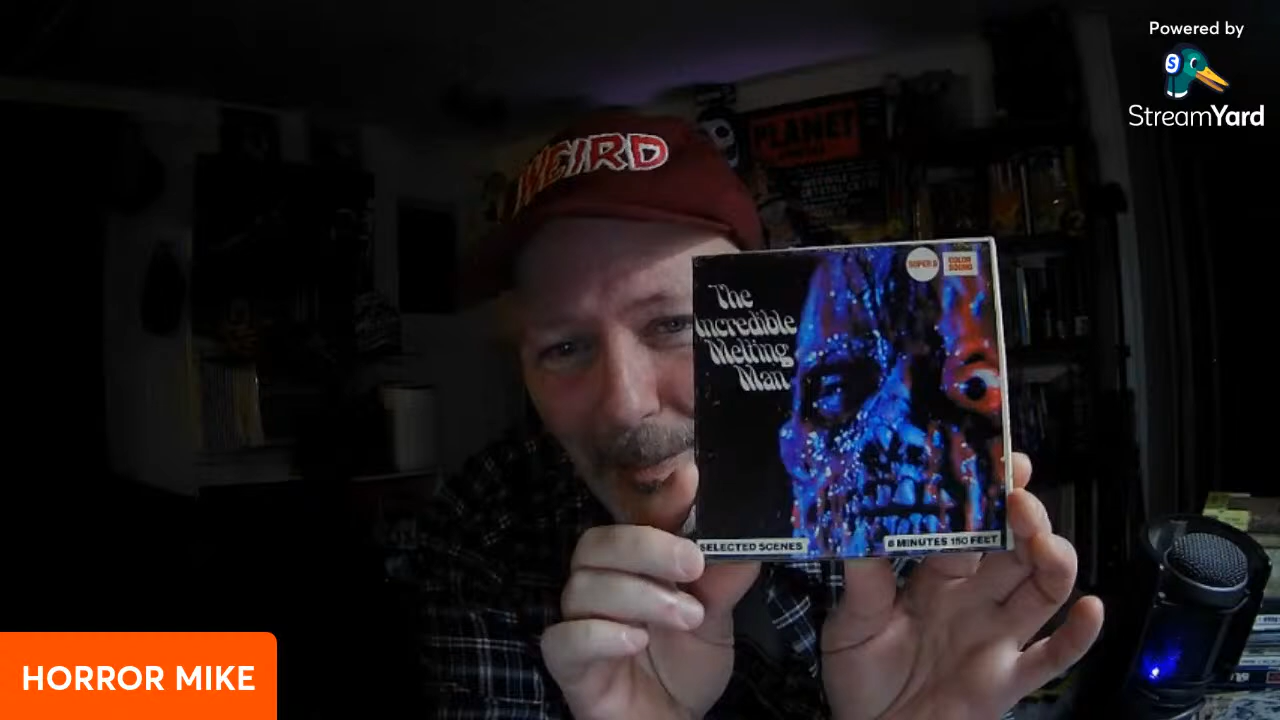 Powered by
StreamYard
WEIRD
PLANET
The
Incredible
Melting
Man
SUPER 8
COLOR
SOUND
SELECTED SCENES
8 MINUTES 150 FEET
HORROR MIKE